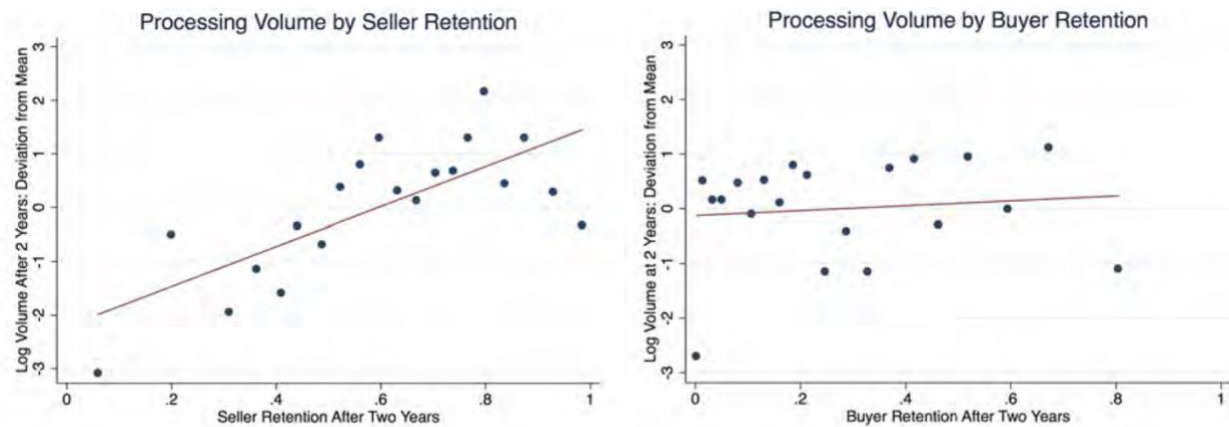 Processing Volume by Seller Retention
Log Volume After 2 Years: Deviation from Mean
3
2
1
0
-1
-2
-3
0 .2 .4 .6 .8 1
Seller Retention After Two Years
Processing Volume by Buyer Retention
Log Volume at 2 Years: Deviation from Mean
3
2
1
0
-1
-2
-3
0 .2 .4 .6 .8 1
Buyer Retention After Two Years